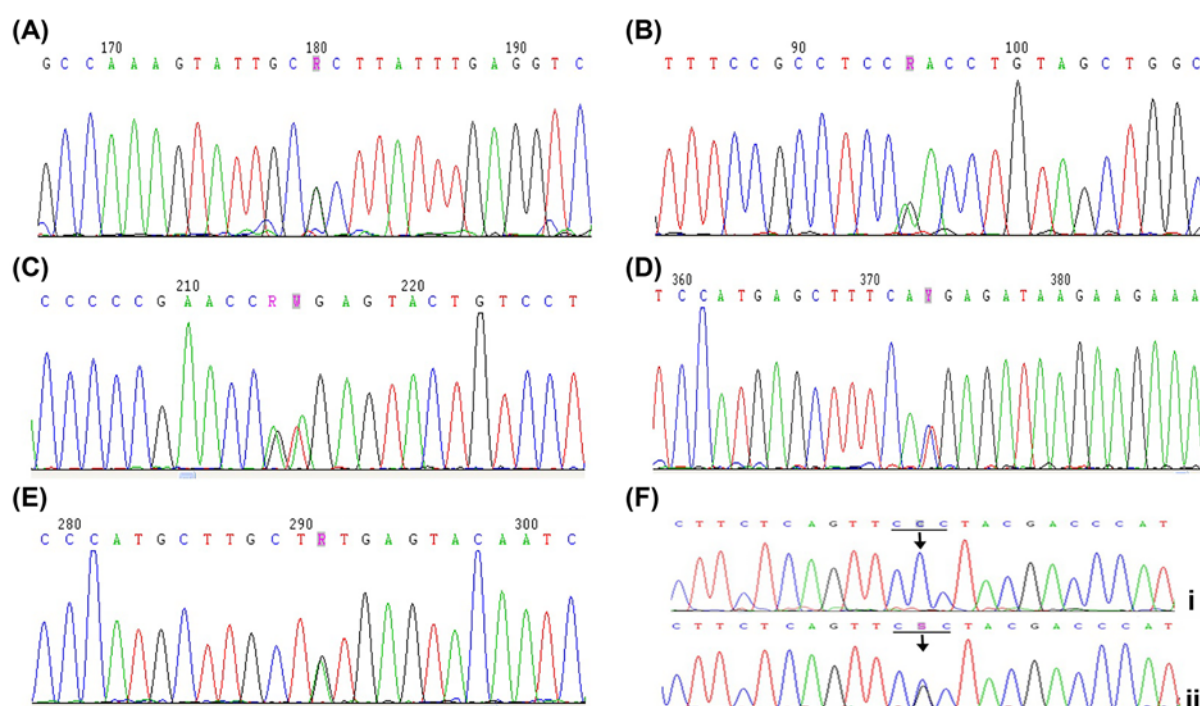 (A)
170 180 190
G C C A A A G T A T T G C R C T T A T T T G A G G T C
(B)
90 100
T T T C C G C C T C C R A C C T G T A G C T G G C
(C)
210 220
C C C C C G A A C C R W G A G T A C T G T C C T
(D)
360 370 380
T C C A T G A G C T T T C A Y G A G A T A A G A A G A A A
(E)
280 290 300
C C C A T G C T T G C T R T G A G T A C A A T C
(F)
C T T C T C A G T T C C C T A C G A C C C A T
i
C T T C T C A G T T C S C T A C G A C C C A T
ii